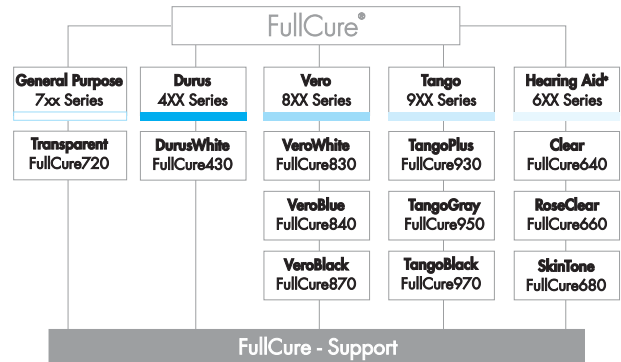 FullCure®
General Purpose
7xx Series
Durus
4XX Series
Vero
8XX Series
Tango
9XX Series
Hearing Aid*
6XX Series
Transparent
FullCure720
DurusWhite
FullCure430
VeroWhite
FullCure830
TangoPlus
FullCure930
Clear
FullCure640
VeroBlue
FullCure840
TangoGray
FullCure950
RoseClear
FullCure660
VeroBlack
FullCure870
TangoBlack
FullCure970
SkinTone
FullCure680
FullCure - Support